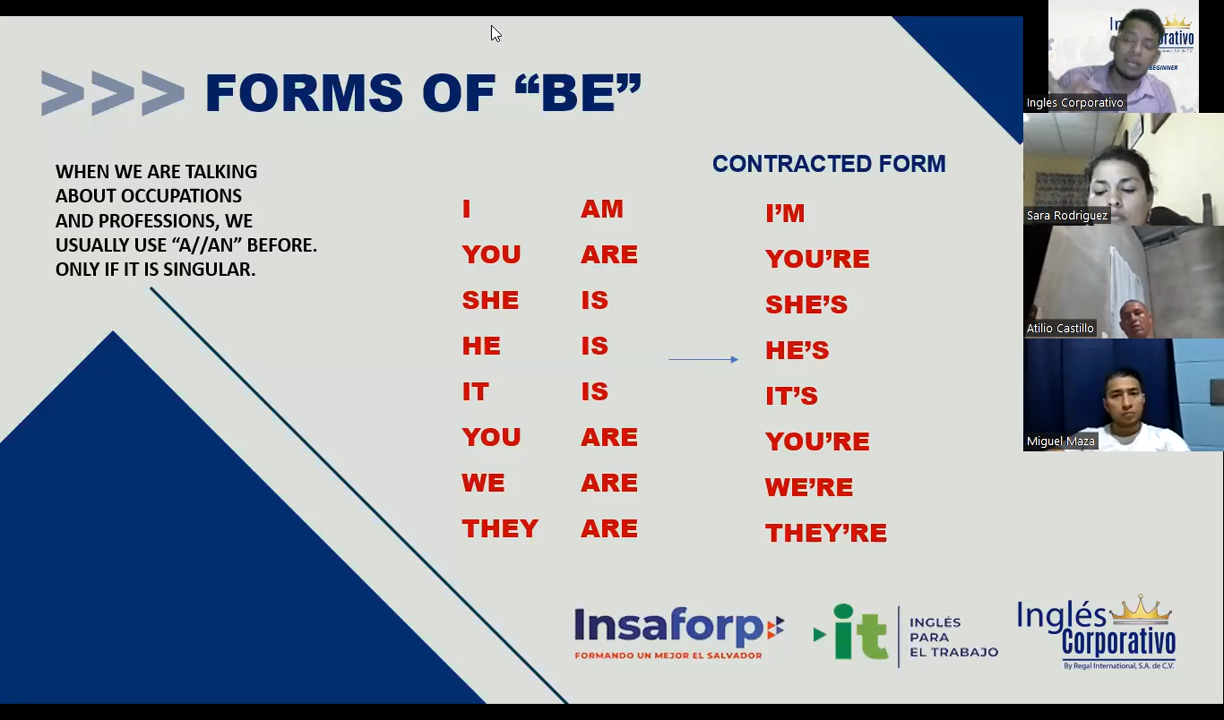 >>> FORMS OF “BE”
WHEN WE ARE TALKING
ABOUT OCCUPATIONS
AND PROFESSIONS, WE
USUALLY USE “A//AN” BEFORE.
ONLY IF IT IS SINGULAR.
CONTRACTED FORM
I AM I’M
YOU ARE YOU’RE
SHE IS SHE’S
HE IS HE’S
IT IS IT’S
YOU ARE YOU’RE
WE ARE WE’RE
THEY ARE THEY’RE
Insaforp
FORMANDO UN MEJOR EL SALVADOR
it
INGLÉS
PARA
EL TRABAJO
Inglés
Corporativo
By Regal International, S.A. de C.V.
BEGINNER
Ingles Corporativo
Sara Rodriguez
Atilio Castillo
Miguel Maza